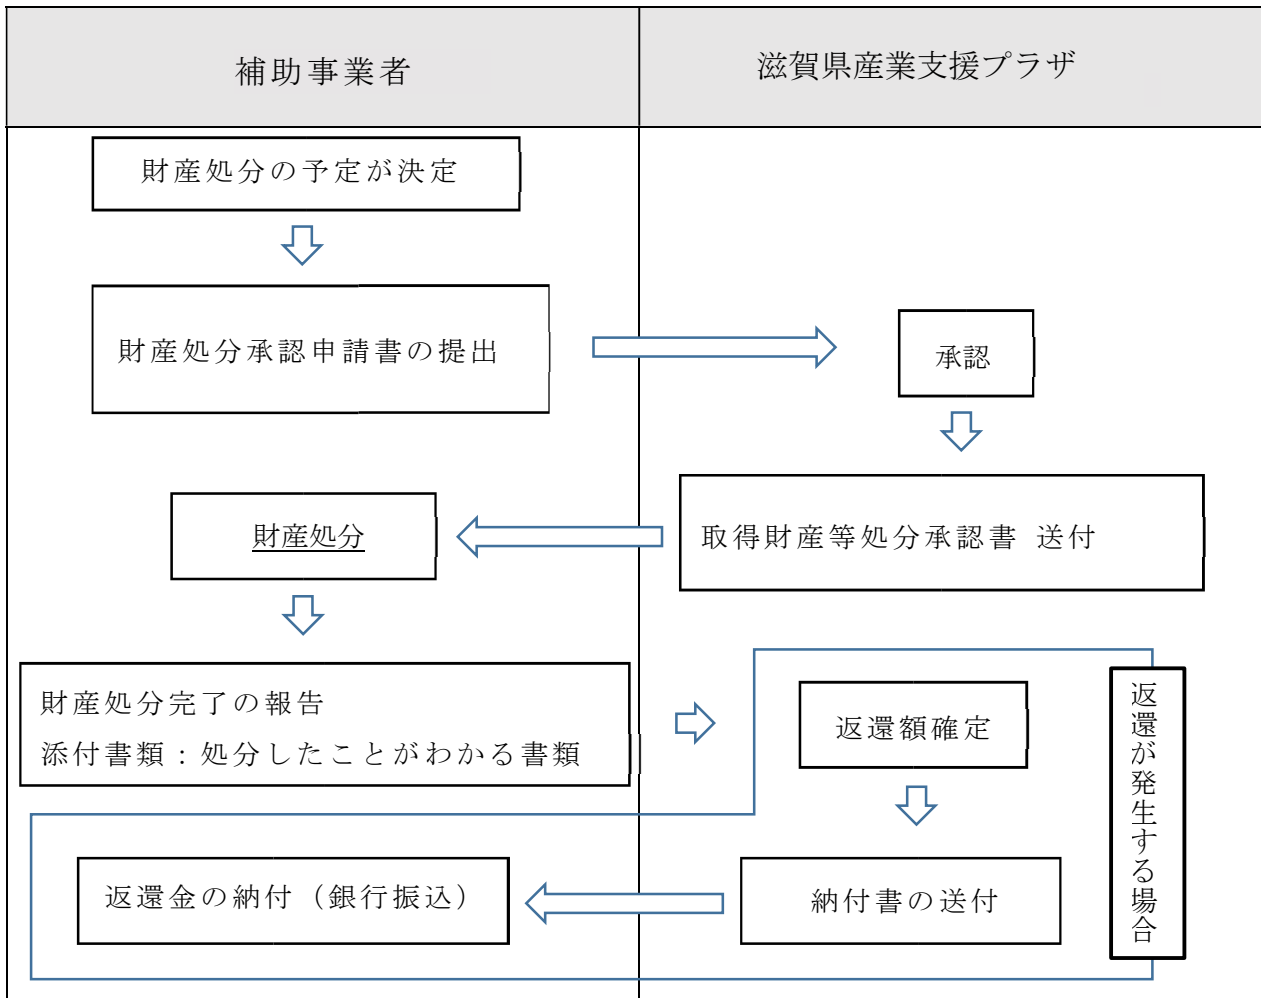 補助事業者
滋賀県産業支援プラザ
財産処分の予定が決定
財産処分承認申請書の提出
承認
取得財産等処分承認書 送付
財産処分
財産処分完了の報告
添付書類：処分したことがわかる書類
返還額確定
返還が発生する場合
納付書の送付
返還金の納付（銀行振込）